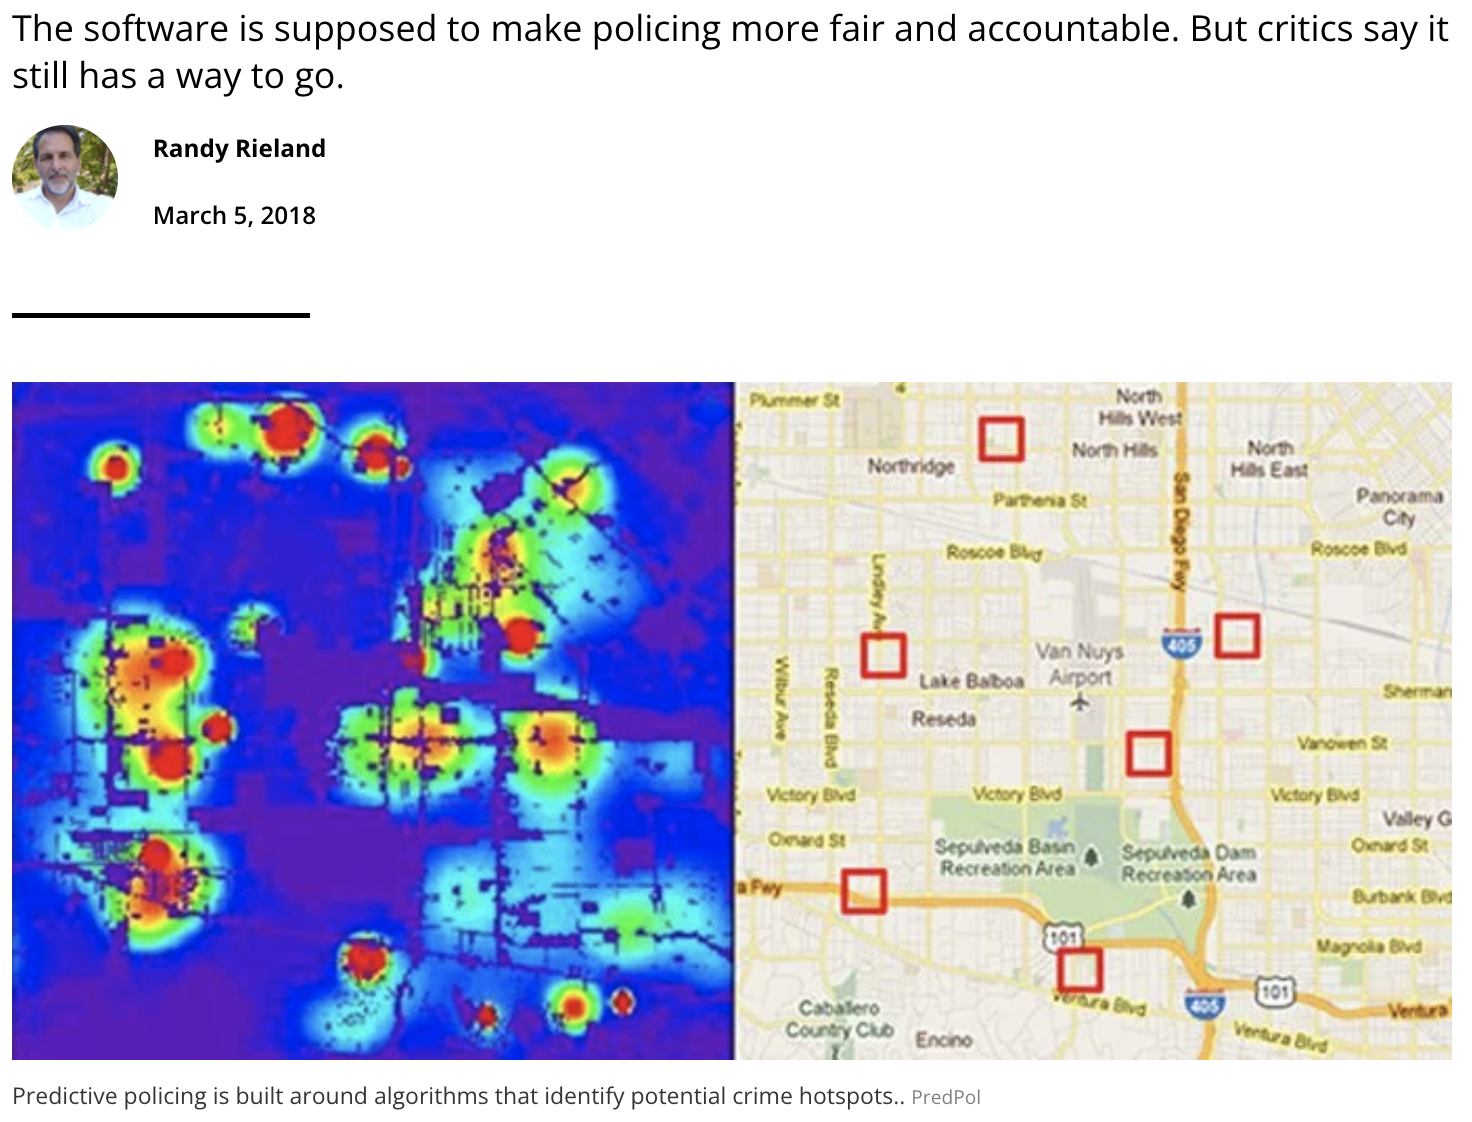 The software is supposed to make policing more fair and accountable. But critics say it
still has a way to go.
Randy Rieland
March 5, 2018
Plummer St
North
Hills West
North Hills
North
Hills East
Northridge
Parthenia St
Panorama
City
San Diego Fwy
Roscoe Blvd
Roscoe Blvd
Lindley Av
405
Van Nuys
Airport
Wilbur Ave
Reseda Blvd
Lake Balboa
Sherman
Reseda
Vanowen St
Victory Blvd
Victory Blvd
Victory Blvd
Valley G
Oxnard St
Sepulveda Basin
Recreation Area
Sepulveda Dam
Recreation Area
Oxnard St
a Fwy
Burbank Blvd
101
Magnolia Blvd
101
Ventura Blvd
405
Ventura
Caballero
Country Club
Encino
Ventura Blvd
Predictive policing is built around algorithms that identify potential crime hotspots.. PredPol